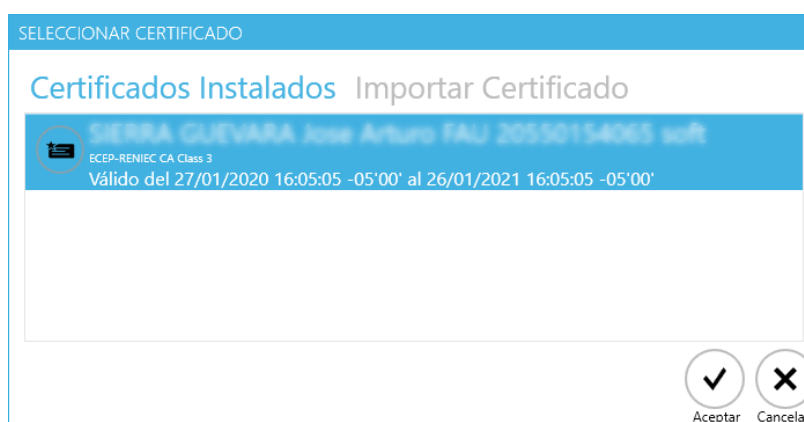 SELECCIONAR CERTIFICADO
Certificados Instalados Importar Certificado
ECEP-RENIEC CA Class 3
Válido del 27/01/2020 16:05:05 -05'00' al 26/01/2021 16:05:05 -05'00'
Aceptar Cancela